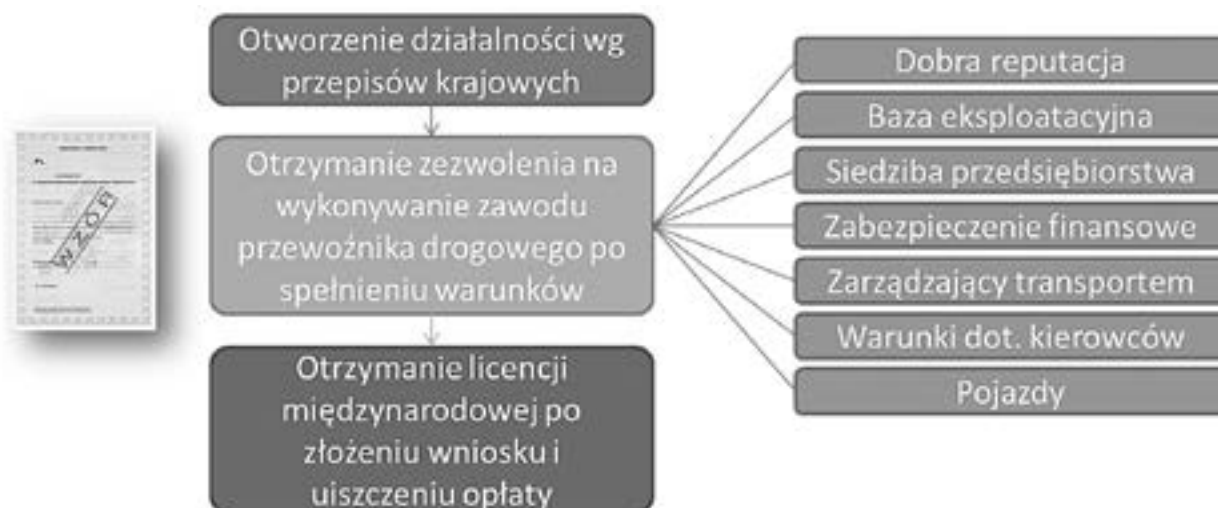 Otworzenie działalności wg
przepisów krajowych
Otrzymanie zezwolenia na
wykonywanie zawodu
przewoźnika drogowego po
spełnieniu warunków
Otrzymanie licencji
międzynarodowej po
złożeniu wniosku i
uiszczeniu opłaty
Dobra reputacja
Baza eksploatacyjna
Siedziba przedsiębiorstwa
Zabezpieczenie finansowe
Zarządzający transportem
Warunki dot. kierowców
Pojazdy
WZÓR